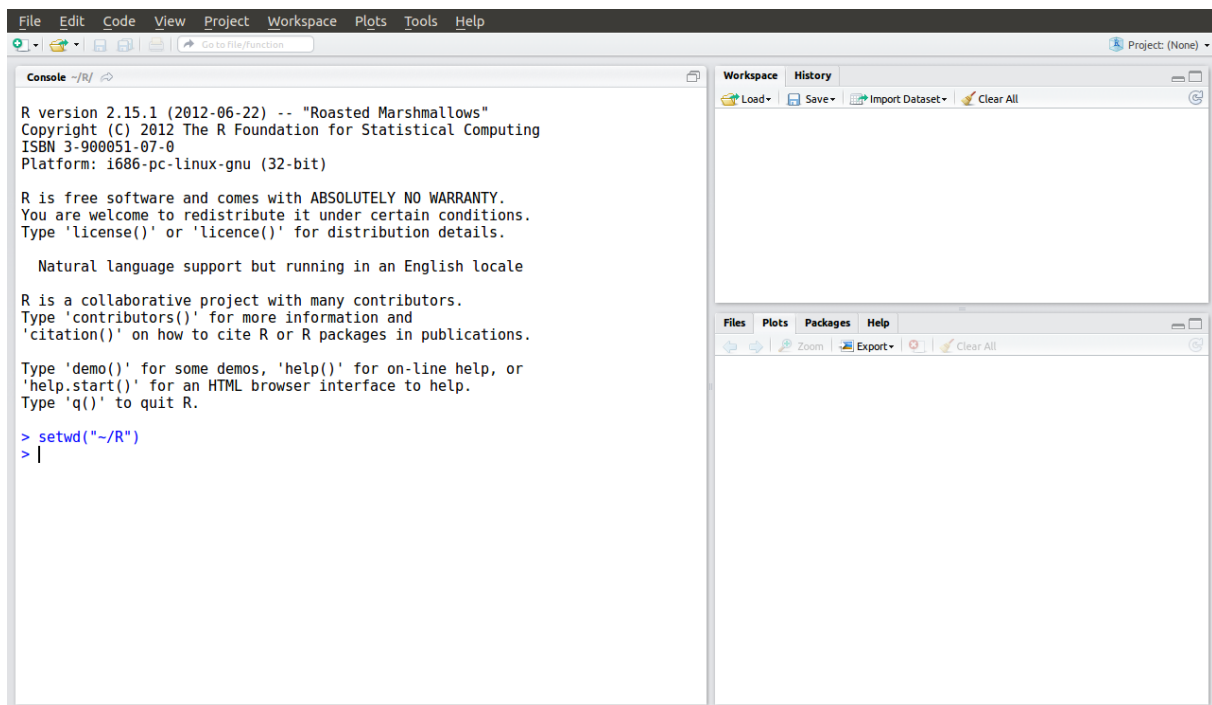 File Edit Code View Project Workspace Plots Tools Help
Go to file/function
Project: (None)
Console ~/R/
R version 2.15.1 (2012-06-22) -- "Roasted Marshmallows"
Copyright (C) 2012 The R Foundation for Statistical Computing
ISBN 3-900051-07-0
Platform: i686-pc-linux-gnu (32-bit)
R is free software and comes with ABSOLUTELY NO WARRANTY.
You are welcome to redistribute it under certain conditions.
Type 'license()' or 'licence()' for distribution details.
Natural language support but running in an English locale
R is a collaborative project with many contributors.
Type 'contributors()' for more information and
'citation()' on how to cite R or R packages in publications.
Type 'demo()' for some demos, 'help()' for on-line help, or
'help.start()' for an HTML browser interface to help.
Type 'q()' to quit R.
> setwd("~/R")
>
Workspace History
Load Save Import Dataset Clear All
Files Plots Packages Help
Zoom Export Clear All